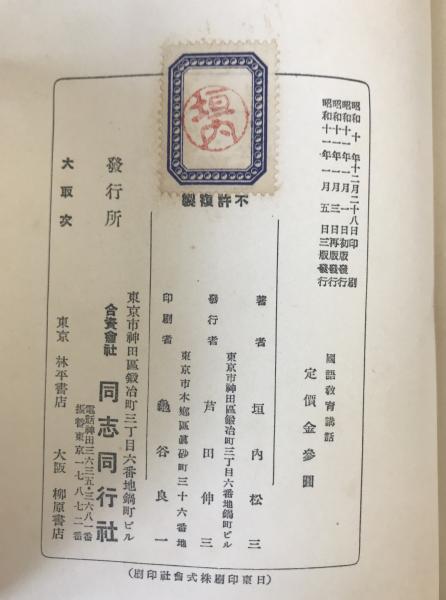 昭和十年十二月二十八日印刷
昭和十一年一月一日初版發行
昭和十一年一月三日再版發行
昭和十一年一月五日三版發行
國語教育講話
定價金參圓
垣内
不許複製
著者 垣内松三
東京市神田區鍛冶町三丁目六番地鍋町ビル
發行者 芦田伸三
東京市本鄕區眞砂町三十六番地
印刷者 龜谷良一
發行所
東京市神田區鍛冶町三丁目六番地鍋町ビル
合資會社 同志同行社
電話神田三六三五・三六八一番
振替東京一七八七二番
大取次
東京 林平書店
大阪 柳原書店
(日東印刷株式會社印刷)